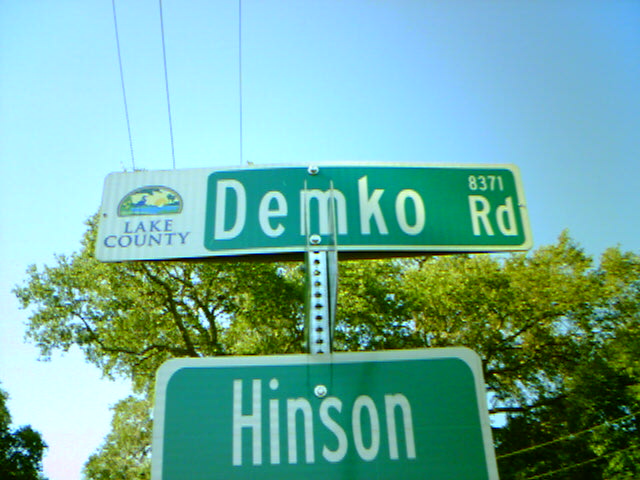 LAKE
COUNTY
Demko Rd
8371
Hinson